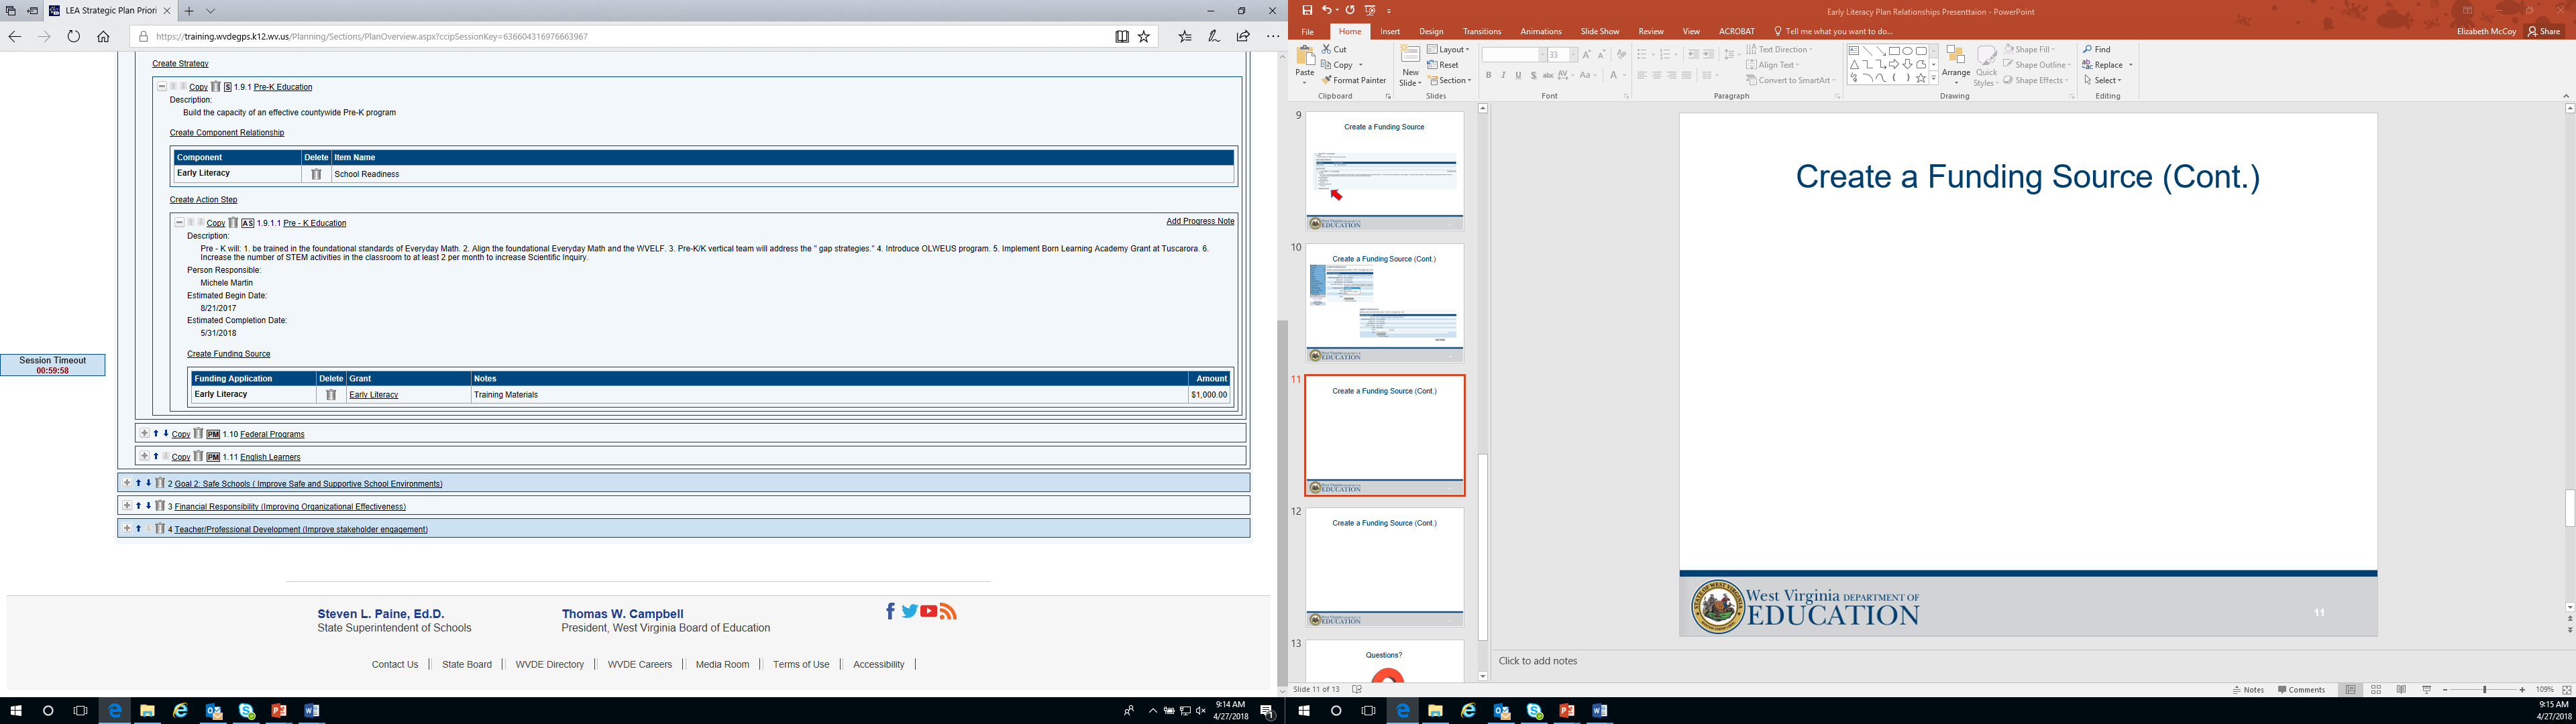 LEA Strategic Plan Priori
https://training.wvdegps.k12.wv.us/Planning/Sections/PlanOverview.aspx?ccipSessionKey=636604316976663967
Create Strategy
Copy S 1.9.1 Pre-K Education
Description:
Build the capacity of an effective countywide Pre-K program
Create Component Relationship
Component Delete Item Name
Early Literacy School Readiness
Create Action Step
Copy AS 1.9.1.1 Pre - K Education Add Progress Note
Description:
Pre - K will: 1. be trained in the foundational standards of Everyday Math. 2. Align the foundational Everyday Math and the WVELF. 3. Pre-K/K vertical team will address the " gap strategies." 4. Introduce OLWEUS program. 5. Implement Born Learning Academy Grant at Tuscarora. 6.
Increase the number of STEM activities in the classroom to at least 2 per month to increase Scientific Inquiry.
Person Responsible:
Michele Martin
Estimated Begin Date:
8/21/2017
Estimated Completion Date:
5/31/2018
Session Timeout
00:59:58
Create Funding Source
Funding Application Delete Grant Notes Amount
Early Literacy Early Literacy Training Materials $1,000.00
Copy PM 1.10 Federal Programs
Copy PM 1.11 English Learners
2 Goal 2: Safe Schools ( Improve Safe and Supportive School Environments)
3 Financial Responsibility (Improving Organizational Effectiveness)
4 Teacher/Professional Development (Improve stakeholder engagement)
Steven L. Paine, Ed.D.
State Superintendent of Schools
Thomas W. Campbell
President, West Virginia Board of Education
Contact Us State Board WVDE Directory WVDE Careers Media Room Terms of Use Accessibility
9:14 AM
4/27/2018
Early Literacy Plan Relationships Presenttaion - PowerPoint
File Home Insert Design Transitions Animations Slide Show Review View ACROBAT Tell me what you want to do... Elizabeth McCoy Share
Paste
Cut
Copy
Format Painter
Clipboard
New
Slide
Layout
Reset
Section
Slides
33
B I U S abc AV Aa A
Font
Text Direction
Align Text
Convert to SmartArt
Paragraph
Arrange
Quick
Styles
Shape Fill
Shape Outline
Shape Effects
Drawing
Find
Replace
Select
Editing
9
Create a Funding Source
West Virginia
EDUCATION
10
Create a Funding Source (Cont.)
West Virginia
EDUCATION
11
Create a Funding Source (Cont.)
West Virginia
EDUCATION
12
Create a Funding Source (Cont.)
West Virginia
EDUCATION
13
Questions?
Create a Funding Source (Cont.)
West Virginia DEPARTMENT OF
EDUCATION
11
Click to add notes
Slide 11 of 13
Notes Comments 109%
9:15 AM
4/27/2018